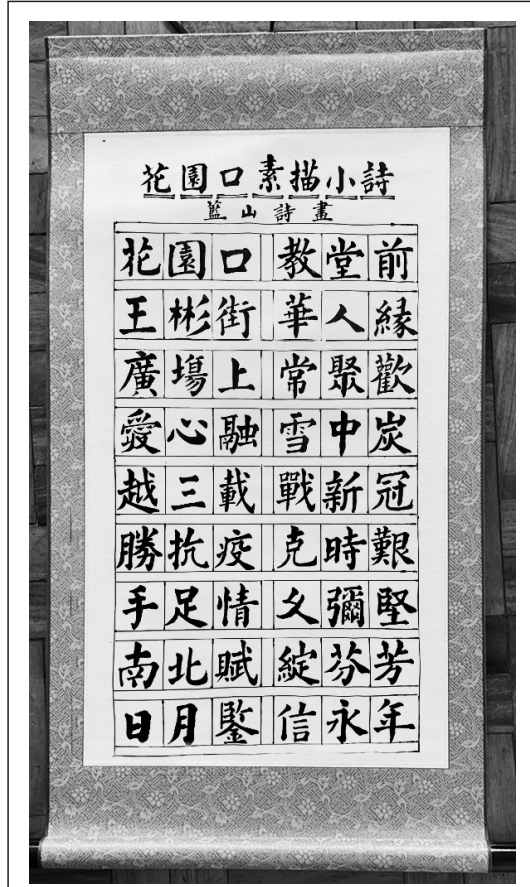 花園口素描小詩
藍山詩畫
花園口教堂前
王彬街華人緣
廣場上常聚歡
愛心融雪中炭
越三載戰新冠
勝抗疫克時艱
手足情久彌堅
南北賦綻芬芳
日月鑒信永年